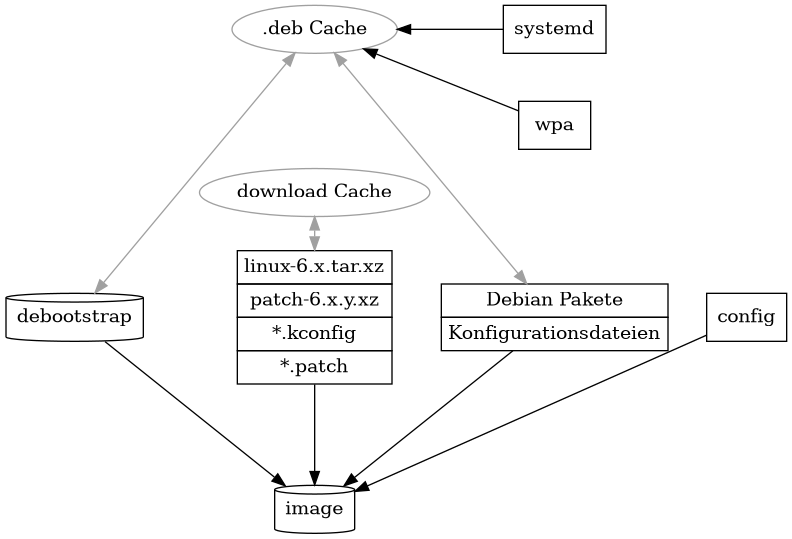 .deb Cache
systemd
wpa
download Cache
linux-6.x.tar.xz
patch-6.x.y.xz
*.kconfig
*.patch
debootstrap
Debian Pakete
Konfigurationsdateien
config
image